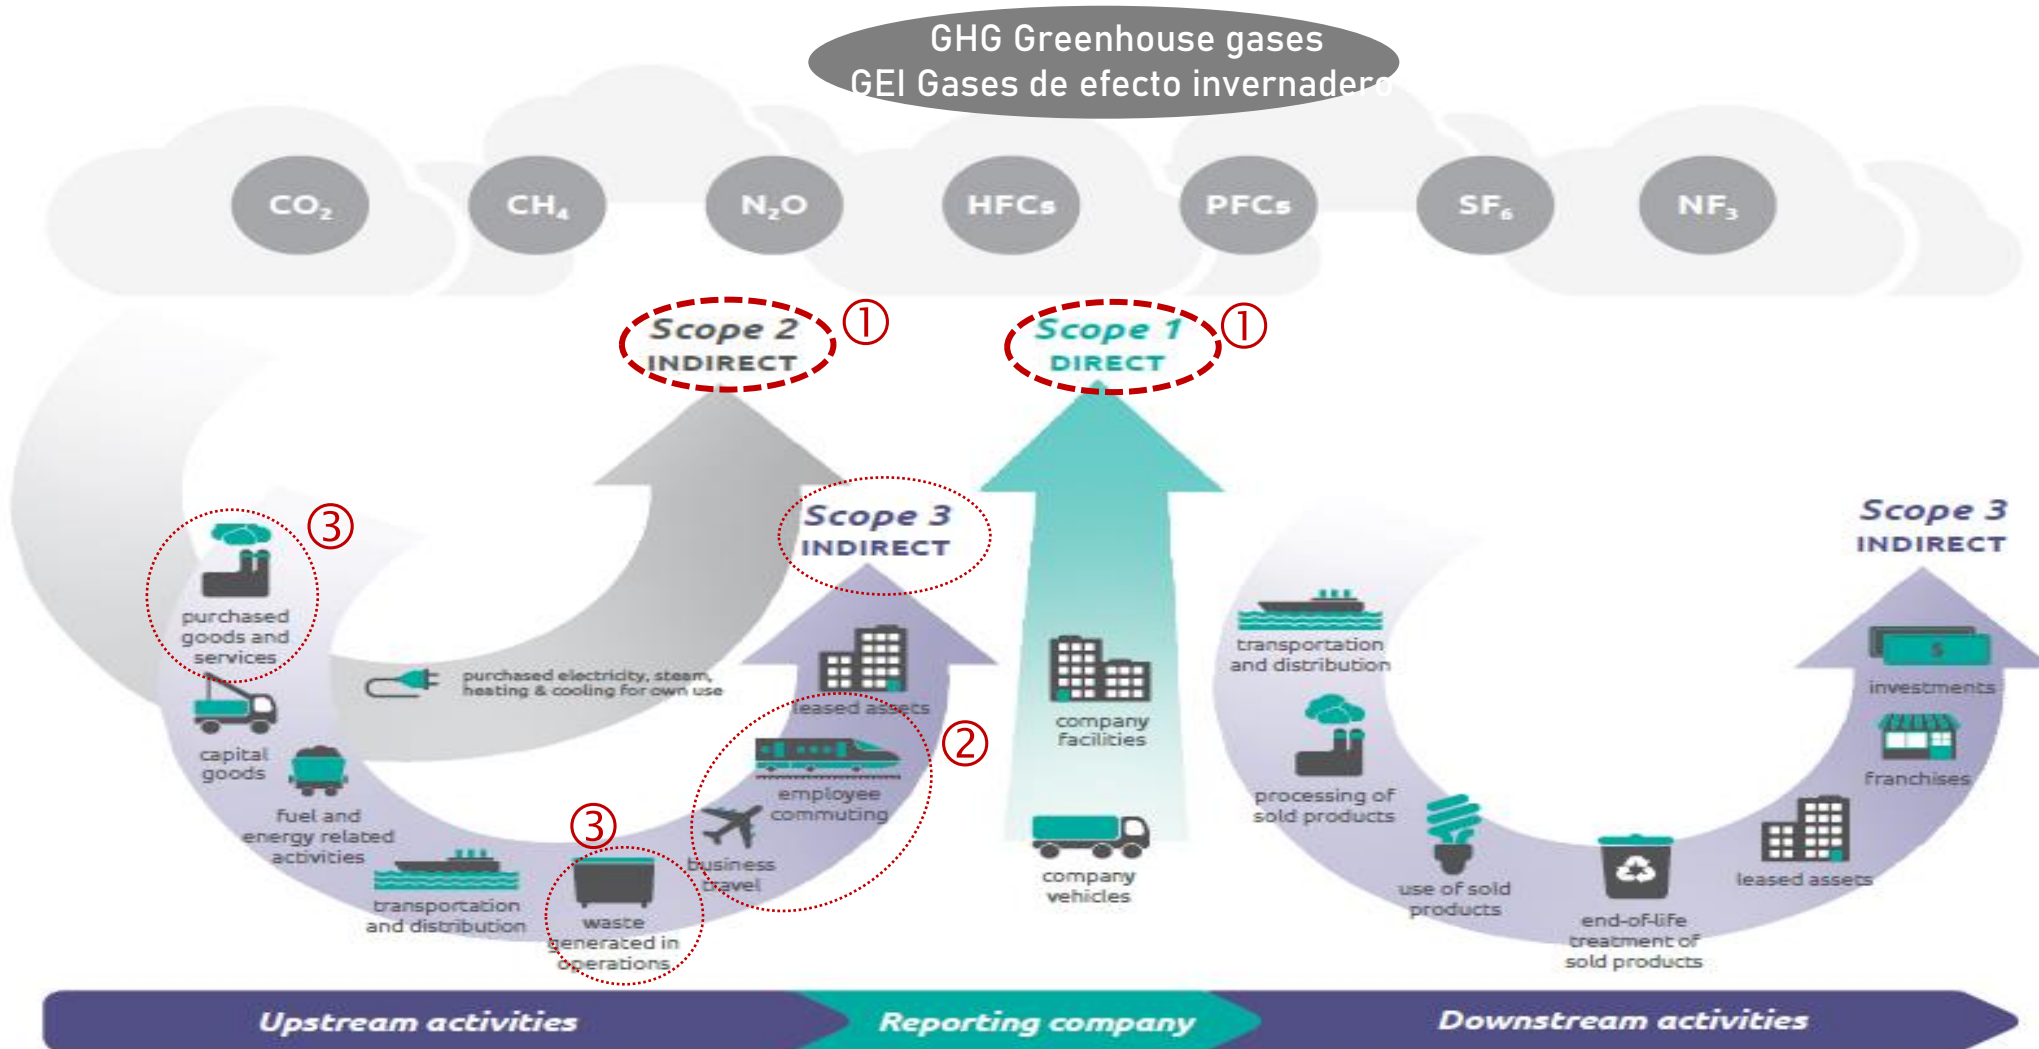 GHG Greenhouse gases
GEI Gases de efecto invernadero
CO₂
CH₄
N₂O
HFCs
PFCs
SF₆
NF₃
Scope 2
INDIRECT
①
Scope 1
DIRECT
①
Scope 3
INDIRECT
Scope 3
INDIRECT
③
purchased
goods and
services
capital
goods
fuel and
energy related
activities
transportation
and distribution
③
waste
generated in
operations
business
travel
②
employee
commuting
leased assets
purchased electricity, steam,
heating & cooling for own use
company
facilities
company
vehicles
transportation
and distribution
processing of
sold products
use of sold
products
end-of-life
treatment of
sold products
leased assets
franchises
$
investments
Upstream activities
Reporting company
Downstream activities